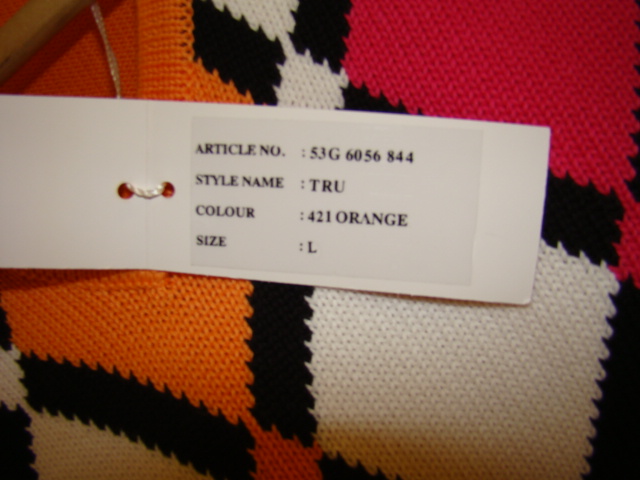 ARTICLE NO. : 53G 6056 844
STYLE NAME : TRU
COLOUR : 421 ORANGE
SIZE : L